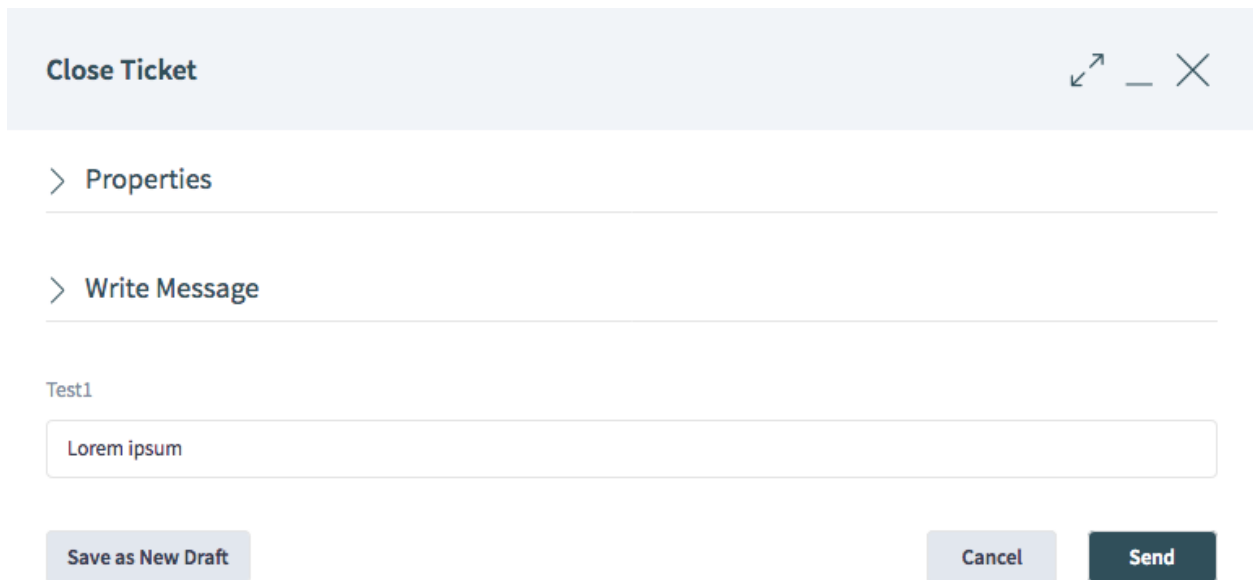 Close Ticket
Properties
Write Message
Test1
Lorem ipsum
Save as New Draft Cancel Send